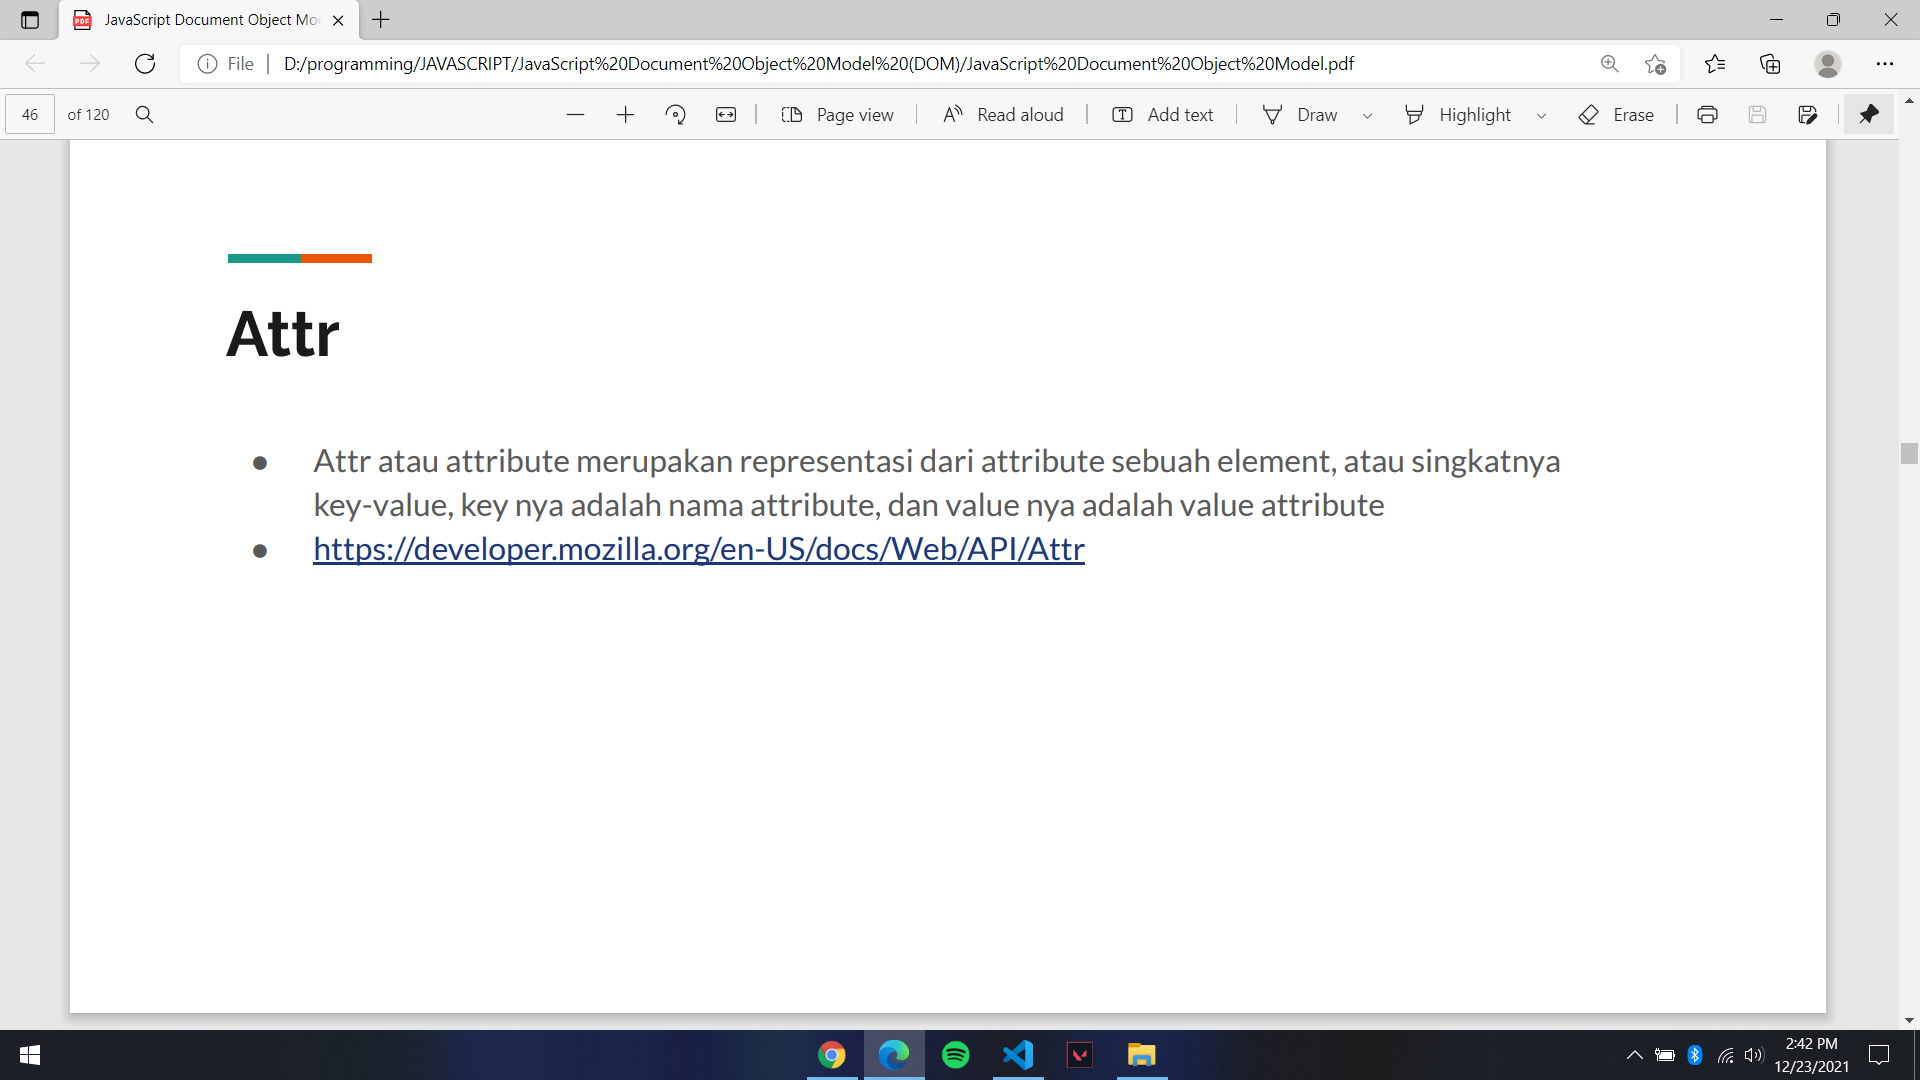 JavaScript Document Object Mo
File
D:/programming/JAVASCRIPT/JavaScript%20Document%20Object%20Model%20(DOM)/JavaScript%20Document%20Object%20Model.pdf
46 of 120
Page view
Read aloud
Add text
Draw
Highlight
Erase
Attr
● Attr atau attribute merupakan representasi dari attribute sebuah element, atau singkatnya
key-value, key nya adalah nama attribute, dan value nya adalah value attribute
● https://developer.mozilla.org/en-US/docs/Web/API/Attr
2:42 PM
12/23/2021